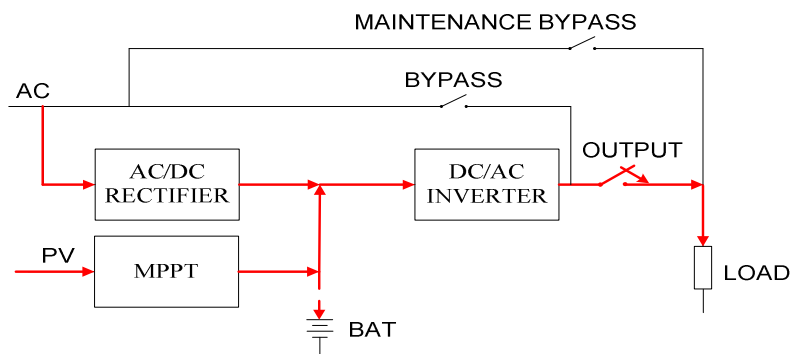 MAINTENANCE BYPASS
AC
BYPASS
AC/DC
RECTIFIER
DC/AC
INVERTER
OUTPUT
PV
MPPT
LOAD
BAT